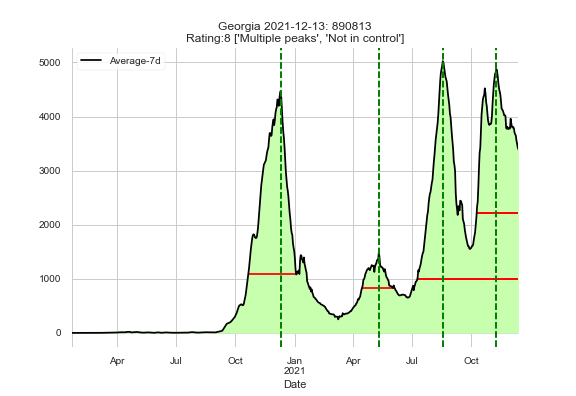 Georgia 2021-12-13: 890813
Rating:8 ['Multiple peaks', 'Not in control']
Average-7d
5000
4000
3000
2000
1000
0
Apr
Jul
Oct
Jan
2021
Apr
Jul
Oct
Date